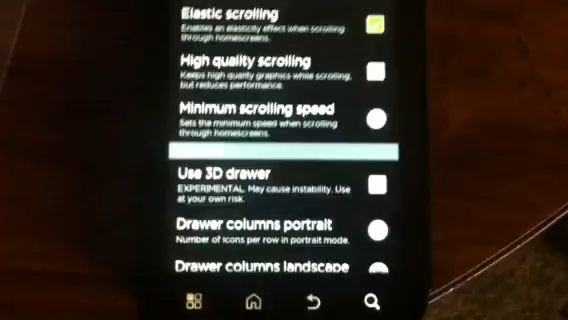 Elastic scrolling
Enables an elasticity effect when scrolling
through homescreens.
High quality scrolling
Keeps high quality graphics while scrolling,
but reduces performance.
Minimum scrolling speed
Sets the minimum speed when scrolling
through homescreens.
Use 3D drawer
EXPERIMENTAL. May cause instability. Use
at your own risk.
Drawer columns portrait
Number of icons per row in portrait mode.
Drawer columns landscape